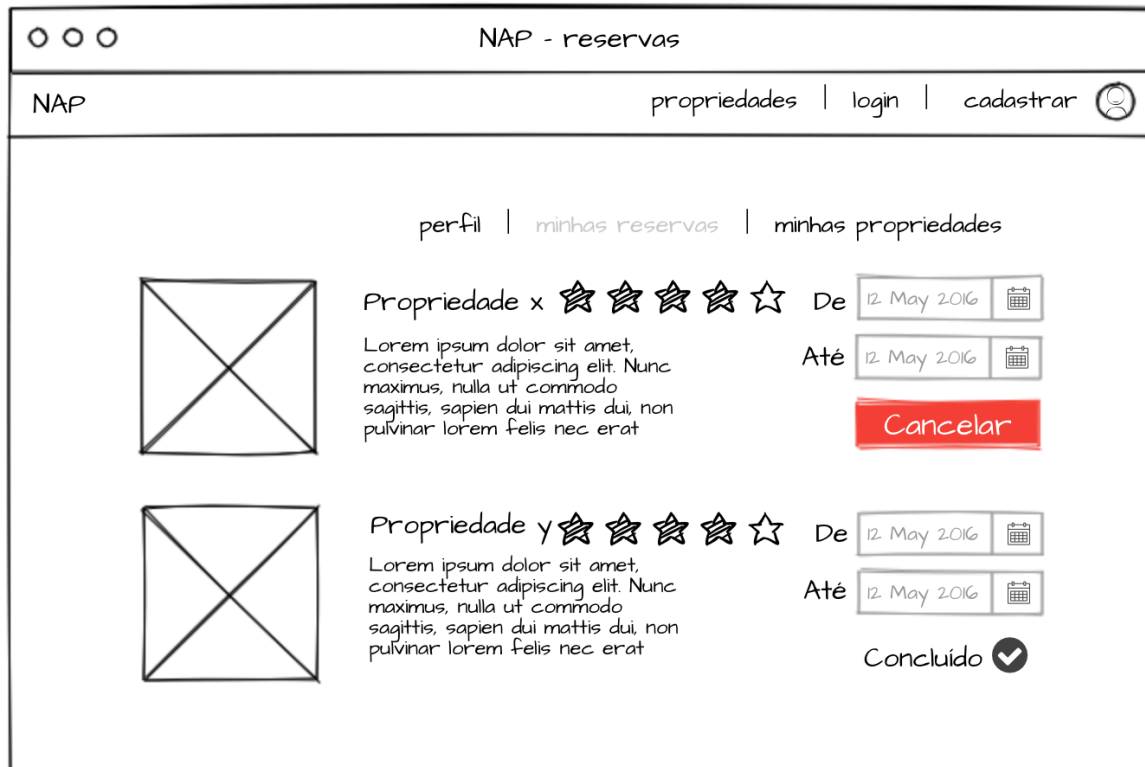 NAP - reservas
NAP
propriedades | login | cadastrar
perfil | minhas reservas | minhas propriedades
Propriedade x
De 12 May 2016
Lorem ipsum dolor sit amet,
consectetur adipiscing elit. Nunc
maximus, nulla ut commodo
sagittis, sapien dui mattis dui, non
pulvinar lorem felis nec erat
Até 12 May 2016
Cancelar
Propriedade y
De 12 May 2016
Lorem ipsum dolor sit amet,
consectetur adipiscing elit. Nunc
maximus, nulla ut commodo
sagittis, sapien dui mattis dui, non
pulvinar lorem felis nec erat
Até 12 May 2016
Concluído